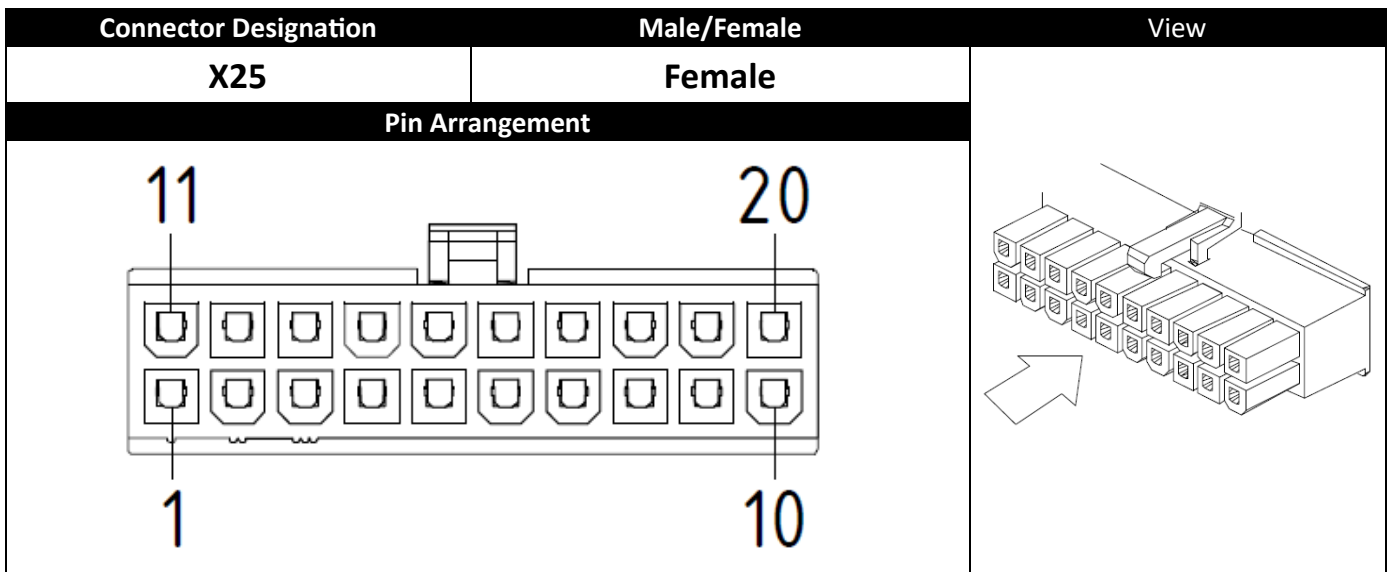 Connector Designation Male/Female View
X25 Female
Pin Arrangement
11 20
1 10